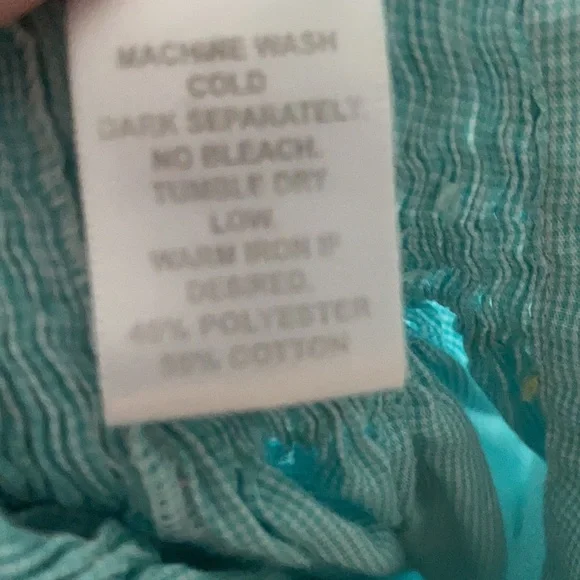 MACHINE WASH
COLD
DARK SEPARATELY.
NO BLEACH.
TUMBLE DRY
LOW.
WARM IRON IF
DESIRED.
POLYESTER
COTTON